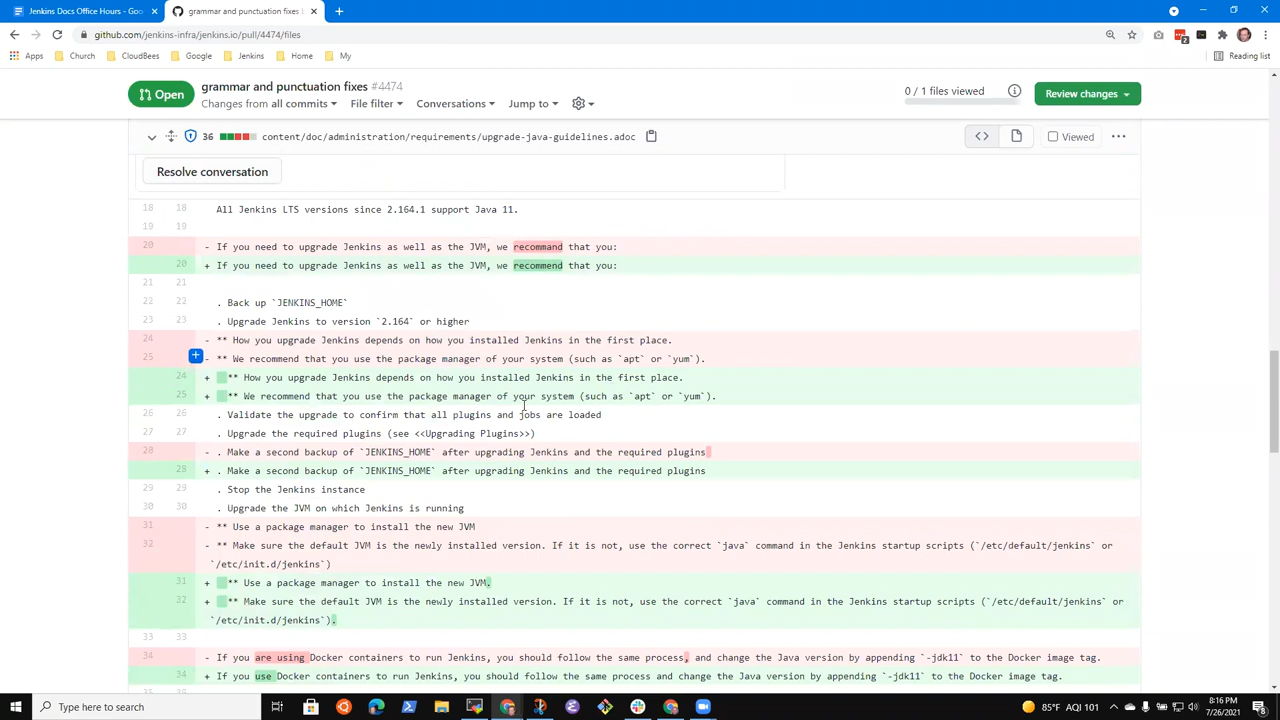 Jenkins Docs Office Hours - Goo
grammar and punctuation fixes b
github.com/jenkins-infra/jenkins.io/pull/4474/files
Apps
Church
CloudBees
Google
Jenkins
Home
My
Reading list
Open
grammar and punctuation fixes #4474
Changes from all commits
File filter
Conversations
Jump to
0 / 1 files viewed
Review changes
36
content/doc/administration/requirements/upgrade-java-guidelines.adoc
Viewed
Resolve conversation
18 18 All Jenkins LTS versions since 2.164.1 support Java 11.
19 19
20 - If you need to upgrade Jenkins as well as the JVM, we recommand that you:
20 + If you need to upgrade Jenkins as well as the JVM, we recommend that you:
21 21
22 22 . Back up `JENKINS_HOME`
23 23 . Upgrade Jenkins to version `2.164` or higher
24 - ** How you upgrade Jenkins depends on how you installed Jenkins in the first place.
25 - ** We recommend that you use the package manager of your system (such as `apt` or `yum`).
24 + ** How you upgrade Jenkins depends on how you installed Jenkins in the first place.
25 + ** We recommend that you use the package manager of your system (such as `apt` or `yum`).
26 26 . Validate the upgrade to confirm that all plugins and jobs are loaded
27 27 . Upgrade the required plugins (see <<Upgrading Plugins>>)
28 - . Make a second backup of `JENKINS_HOME` after upgrading Jenkins and the required plugins
28 + . Make a second backup of `JENKINS_HOME` after upgrading Jenkins and the required plugins
29 29 . Stop the Jenkins instance
30 30 . Upgrade the JVM on which Jenkins is running
31 - ** Use a package manager to install the new JVM
32 - ** Make sure the default JVM is the newly installed version. If it is not, use the correct `java` command in the Jenkins startup scripts (`/etc/default/jenkins` or
`/etc/init.d/jenkins`)
31 + ** Use a package manager to install the new JVM.
32 + ** Make sure the default JVM is the newly installed version. If it is not, use the correct `java` command in the Jenkins startup scripts (`/etc/default/jenkins` or
`/etc/init.d/jenkins`).
33 33
34 - If you are using Docker containers to run Jenkins, you should follow the same process, and change the Java version by appending `-jdk11` to the Docker image tag.
34 + If you use Docker containers to run Jenkins, you should follow the same process and change the Java version by appending `-jdk11` to the Docker image tag.
Type here to search
85°F AQI 101
8:16 PM
7/26/2021